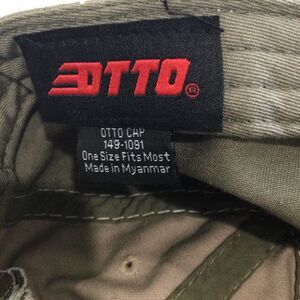 OTTO®
OTTO CAP
149-1091
One Size Fits Most
Made in Myanmar